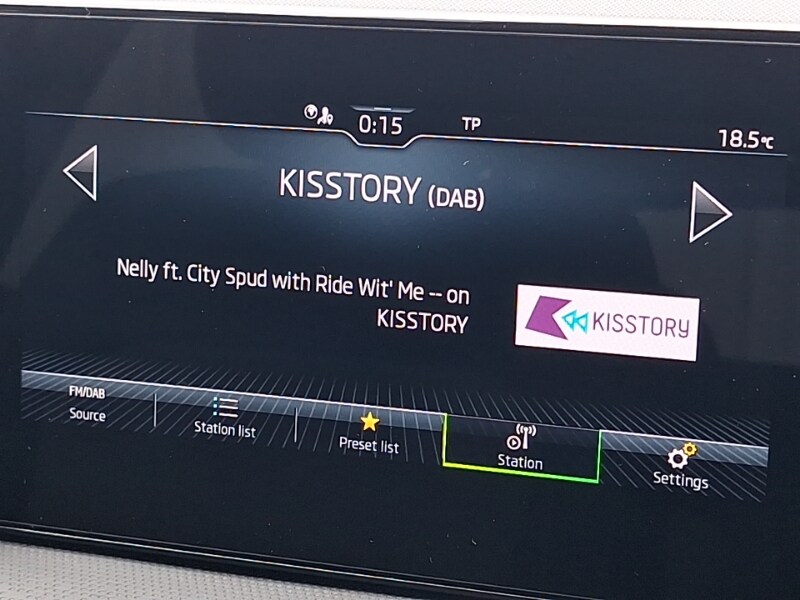 0:15 TP 18.5°C
KISSTORY (DAB)
Nelly ft. City Spud with Ride Wit' Me -- on
KISSTORY
KISSTORY
FM/DAB
Source
Station list
Preset list
Station
Settings